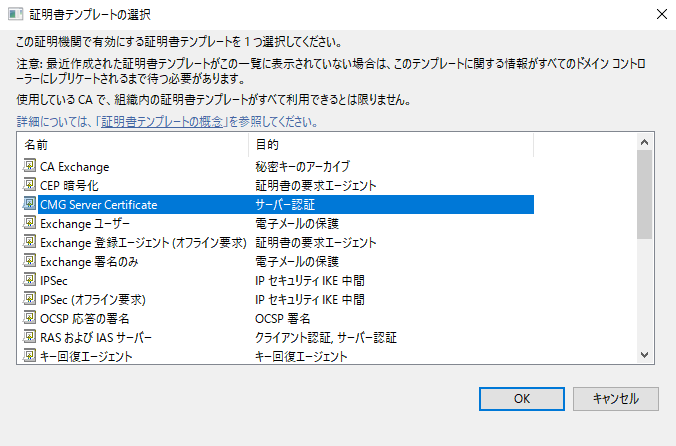 証明書テンプレートの選択
この証明機関で有効にする証明書テンプレートを 1 つ選択してください。
注意: 最近作成された証明書テンプレートがこの一覧に表示されていない場合は、このテンプレートに関する情報がすべてのドメイン コントロ
ーラーにレプリケートされるまで待つ必要があります。
使用している CA で、組織内の証明書テンプレートがすべて利用できるとは限りません。
詳細については、「証明書テンプレートの概念」を参照してください。
名前 目的
CA Exchange 秘密キーのアーカイブ
CEP 暗号化 証明書の要求エージェント
CMG Server Certificate サーバー認証
Exchange ユーザー 電子メールの保護
Exchange 登録エージェント (オフライン要求) 証明書の要求エージェント
Exchange 署名のみ 電子メールの保護
IPSec IP セキュリティ IKE 中間
IPSec (オフライン要求) IP セキュリティ IKE 中間
OCSP 応答の署名 OCSP 署名
RAS および IAS サーバー クライアント認証, サーバー認証
キー回復エージェント キー回復エージェント
OK キャンセル